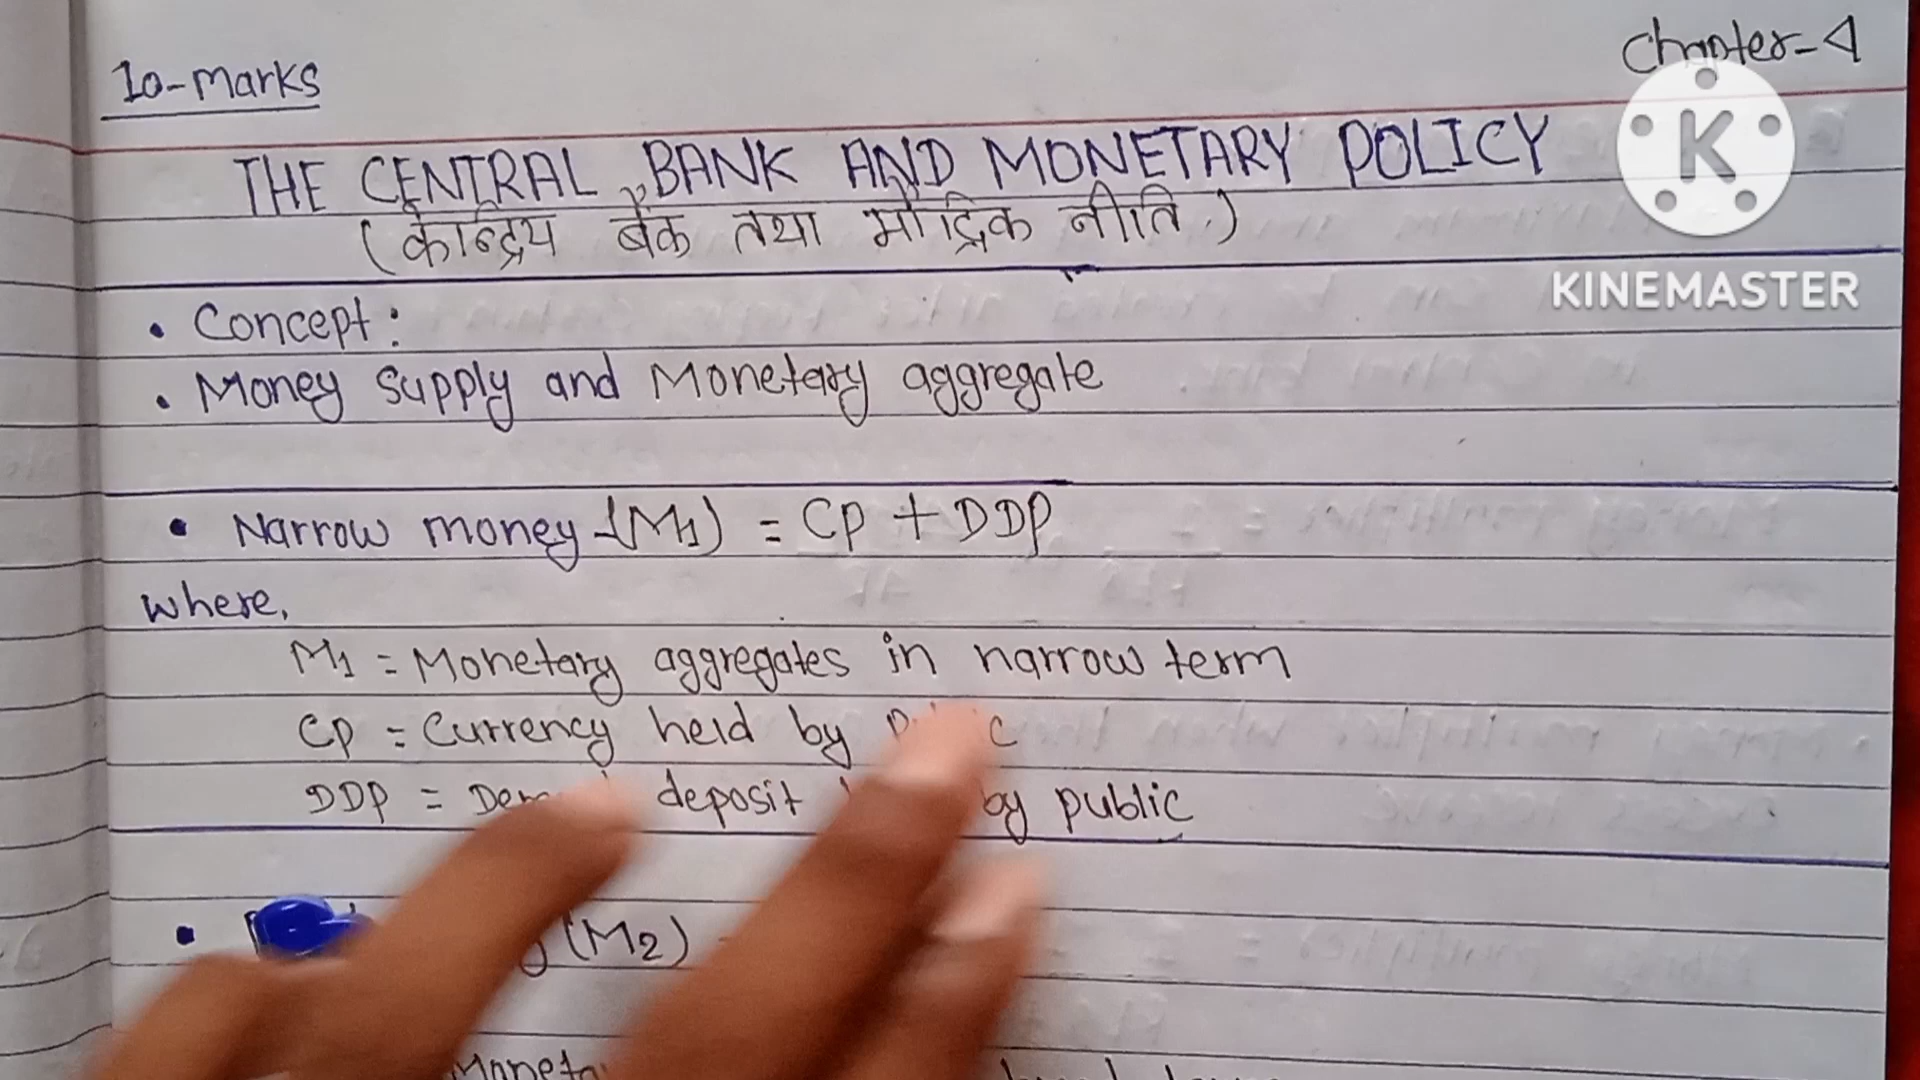 10-marks
Chapter-4
THE CENTRAL BANK AND MONETARY POLICY
(केन्द्रिय बैंक तथा मौद्रिक नीति.)
K
KINEMASTER
• Concept:
• Money supply and Monetary aggregate
• Narrow money-(M1) = CP + DDP
where,
M1 = Monetary aggregates in narrow term
CP = Currency held by
DDP = deposit by public
• (M2)